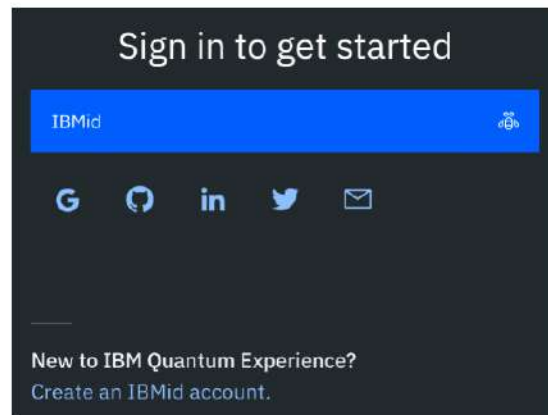 Sign in to get started
IBMid
New to IBM Quantum Experience?
Create an IBMid account.